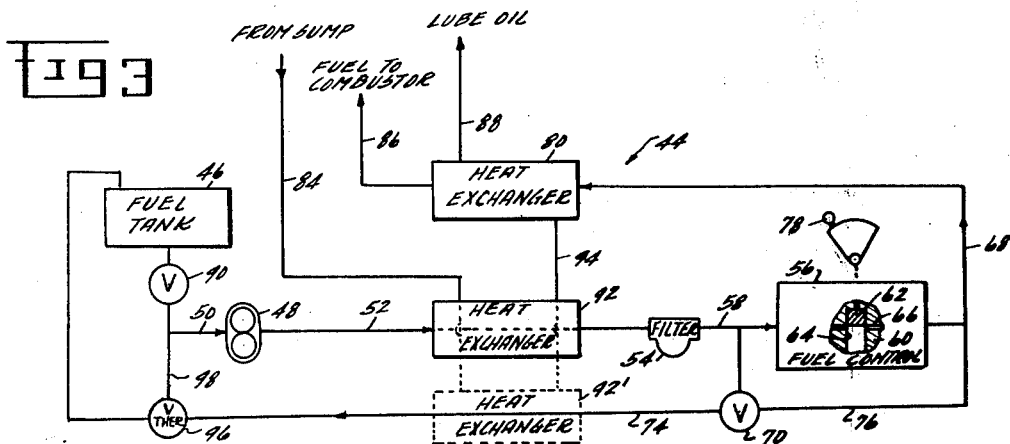 Fig 3
FROM SUMP
LUBE OIL
FUEL TO
COMBUSTOR
88
86
80
44
84
46
HEAT
EXCHANGER
FUEL
TANK
78
68
90
94
56
50
48
52
HEAT
EXCHANGER
92
FILTER
54
58
62
66
64
60
FUEL CONTROL
V
98
V
THER
96
HEAT
EXCHANGER
92'
74
V
70
76